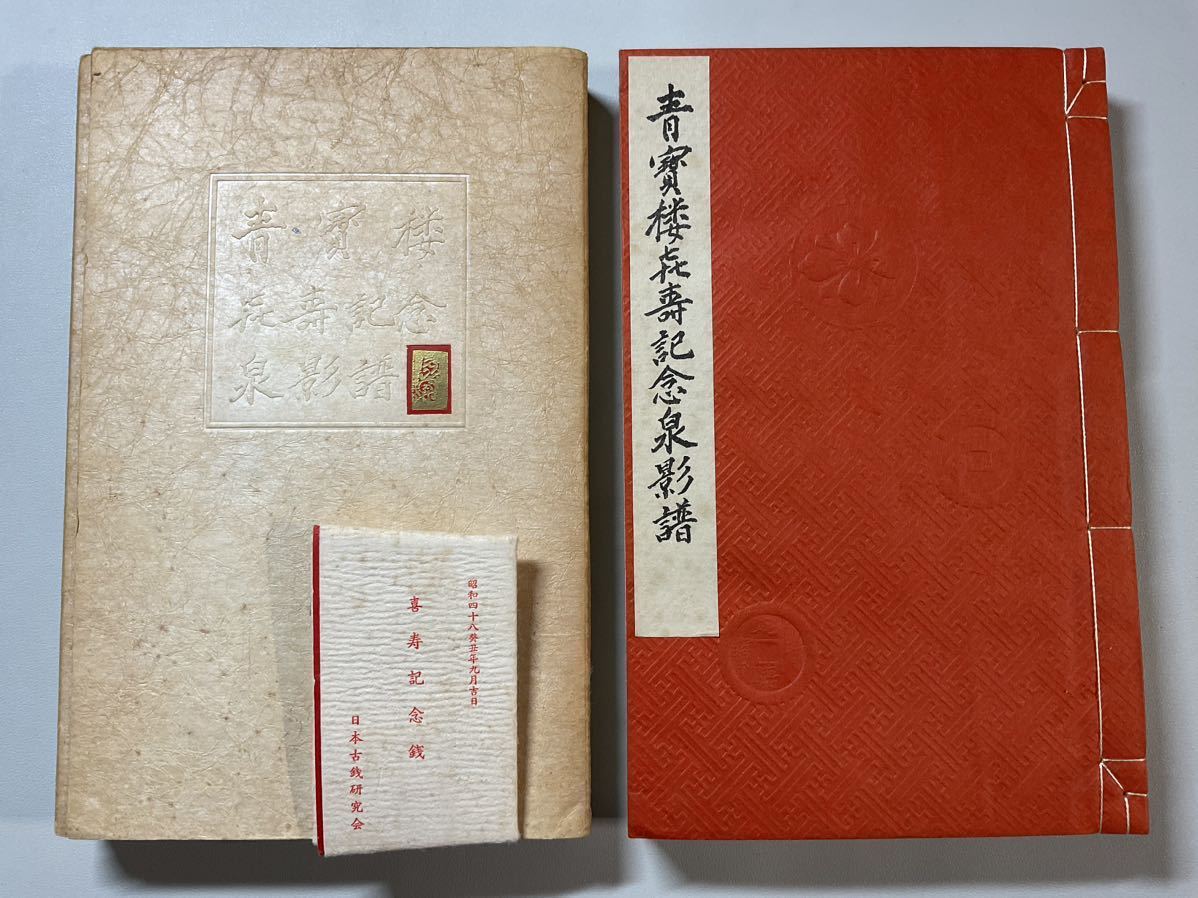 青寳楼
㐂寿記念
泉影譜
昭和四十八癸丑年九月吉日
喜寿記念銭
日本古銭研究会
青寳楼㐂壽記念泉影譜